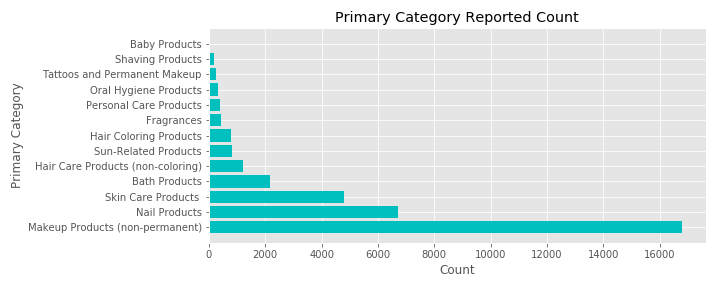 Primary Category Reported Count
Primary Category
Baby Products
Shaving Products
Tattoos and Permanent Makeup
Oral Hygiene Products
Personal Care Products
Fragrances
Hair Coloring Products
Sun-Related Products
Hair Care Products (non-coloring)
Bath Products
Skin Care Products
Nail Products
Makeup Products (non-permanent)
0 2000 4000 6000 8000 10000 12000 14000 16000
Count